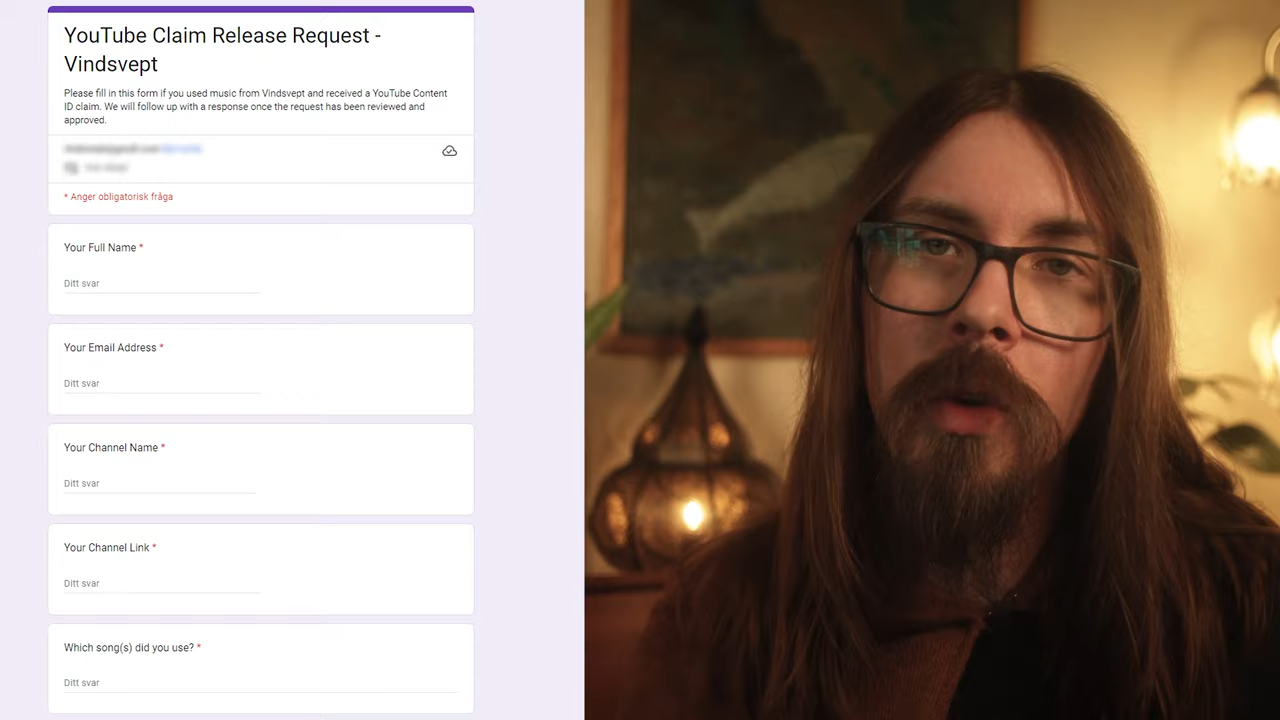 YouTube Claim Release Request -
Vindsvept
Please fill in this form if you used music from Vindsvept and received a YouTube Content
ID claim. We will follow up with a response once the request has been reviewed and
approved.
* Anger obligatorisk fråga
Your Full Name *
Ditt svar
Your Email Address *
Ditt svar
Your Channel Name *
Ditt svar
Your Channel Link *
Ditt svar
Which song(s) did you use? *
Ditt svar